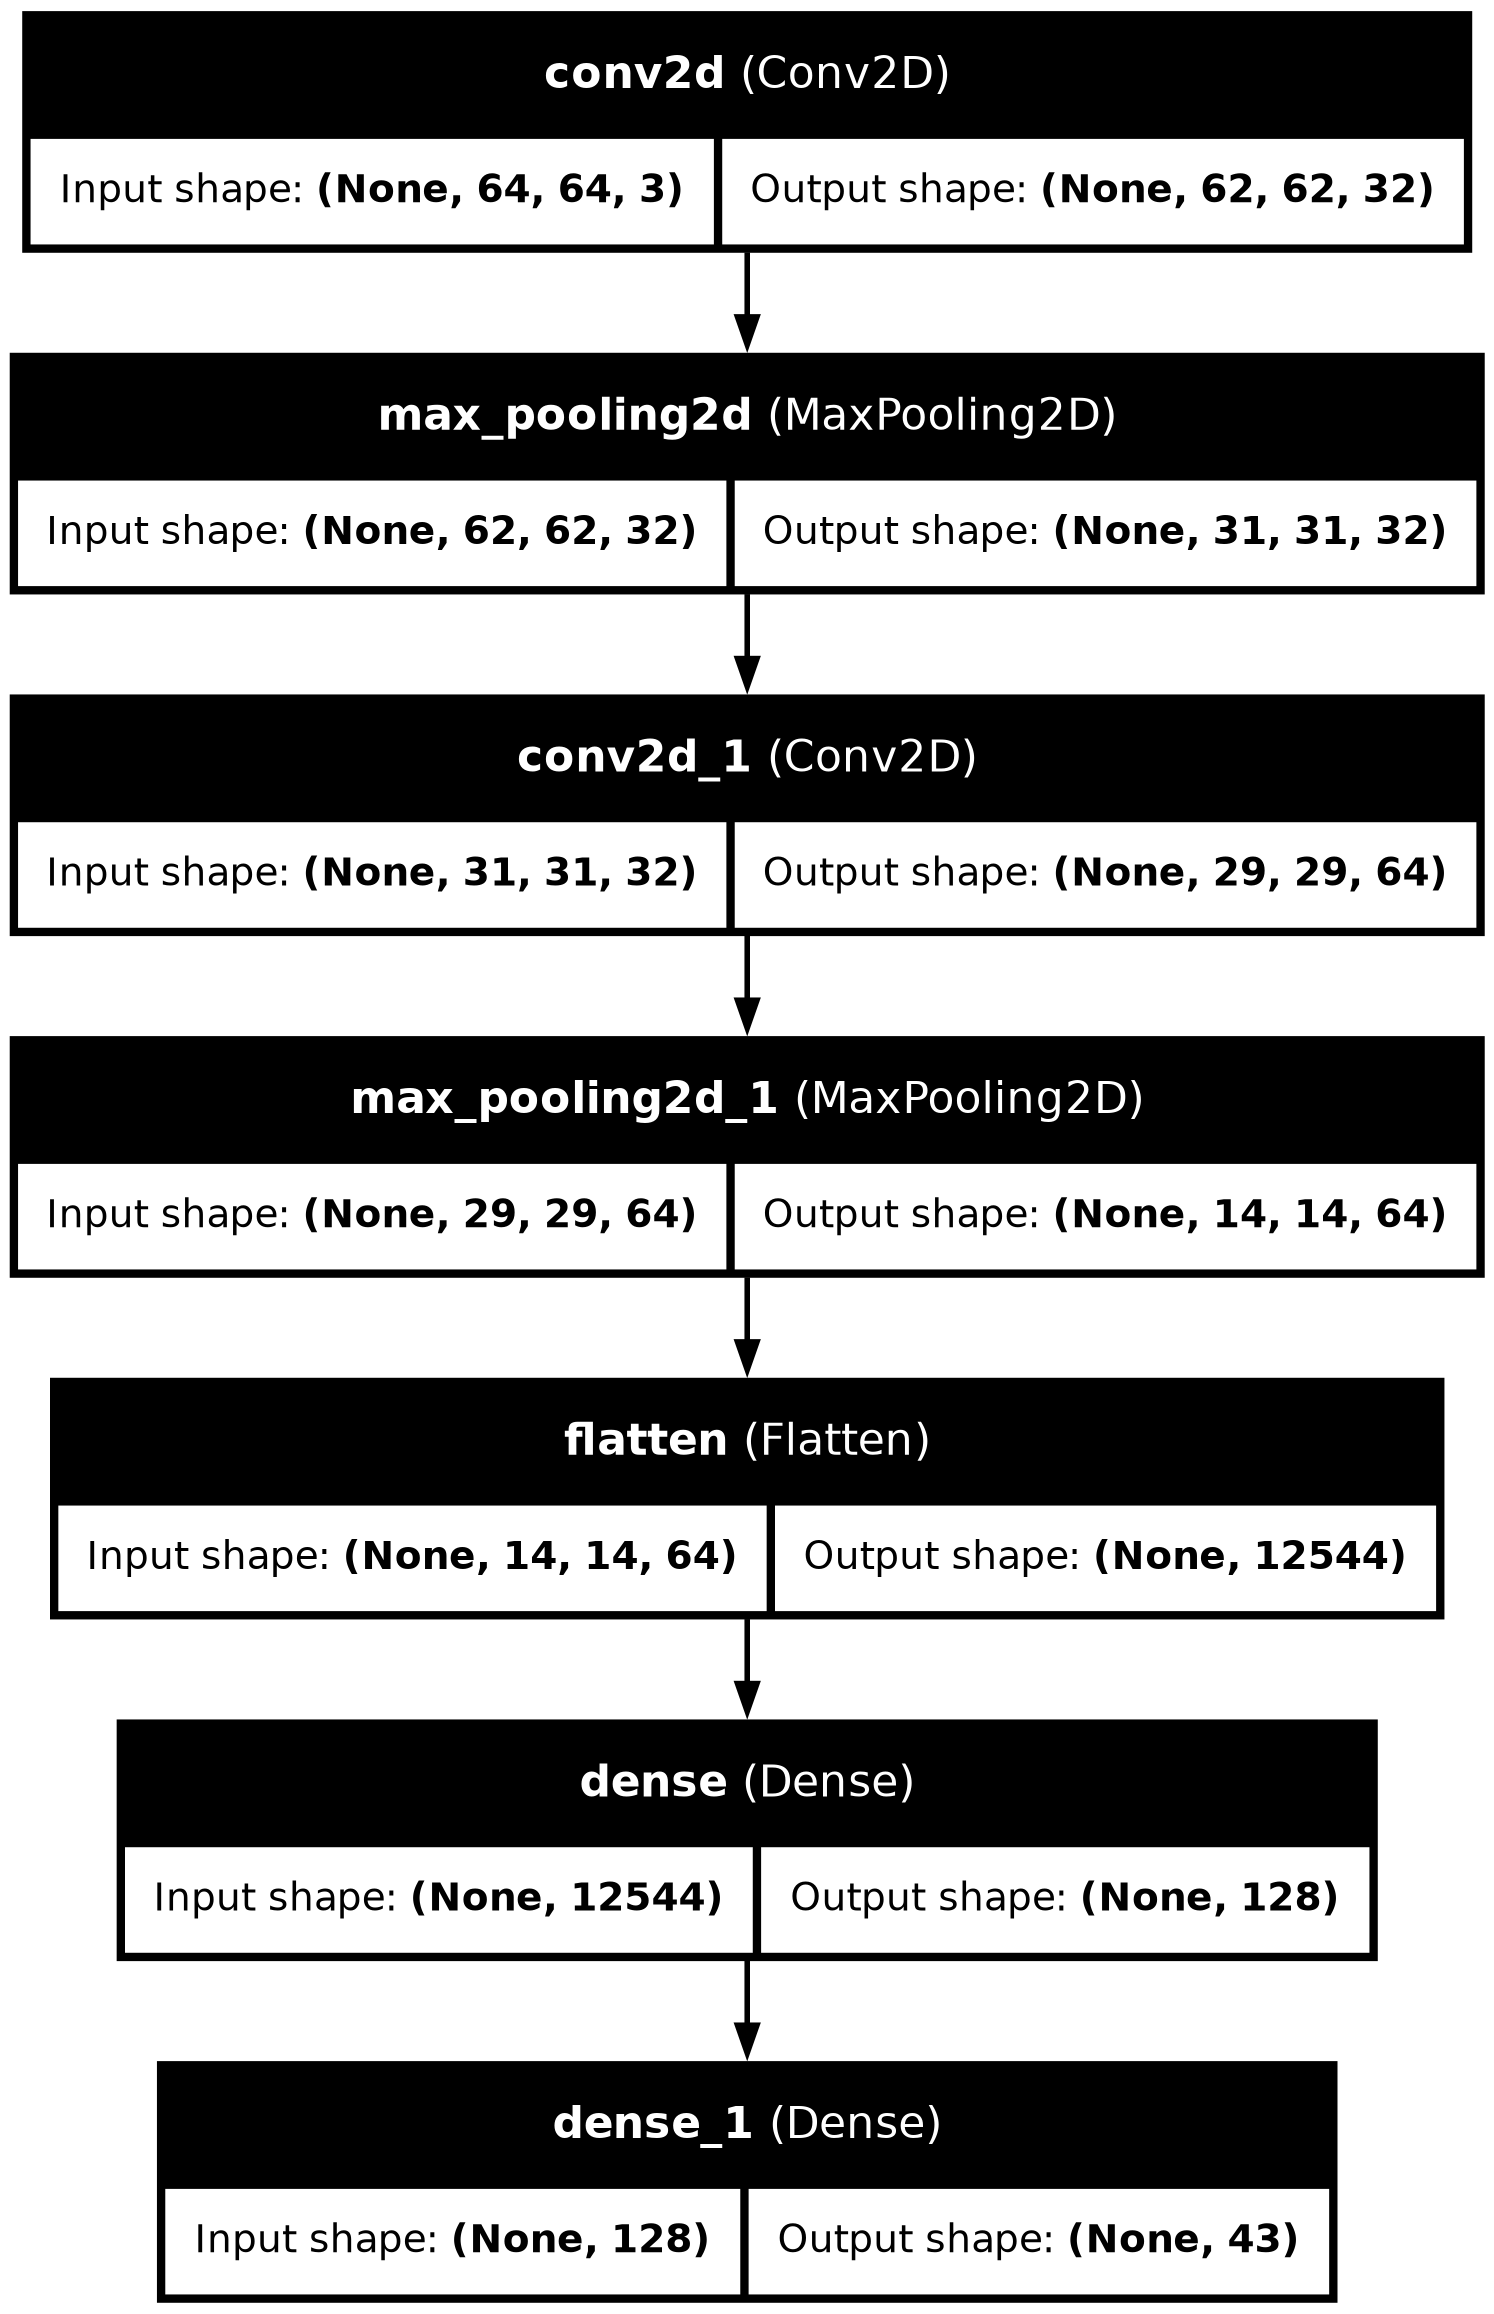 conv2d (Conv2D)
Input shape: (None, 64, 64, 3) Output shape: (None, 62, 62, 32)
max_pooling2d (MaxPooling2D)
Input shape: (None, 62, 62, 32) Output shape: (None, 31, 31, 32)
conv2d_1 (Conv2D)
Input shape: (None, 31, 31, 32) Output shape: (None, 29, 29, 64)
max_pooling2d_1 (MaxPooling2D)
Input shape: (None, 29, 29, 64) Output shape: (None, 14, 14, 64)
flatten (Flatten)
Input shape: (None, 14, 14, 64) Output shape: (None, 12544)
dense (Dense)
Input shape: (None, 12544) Output shape: (None, 128)
dense_1 (Dense)
Input shape: (None, 128) Output shape: (None, 43)